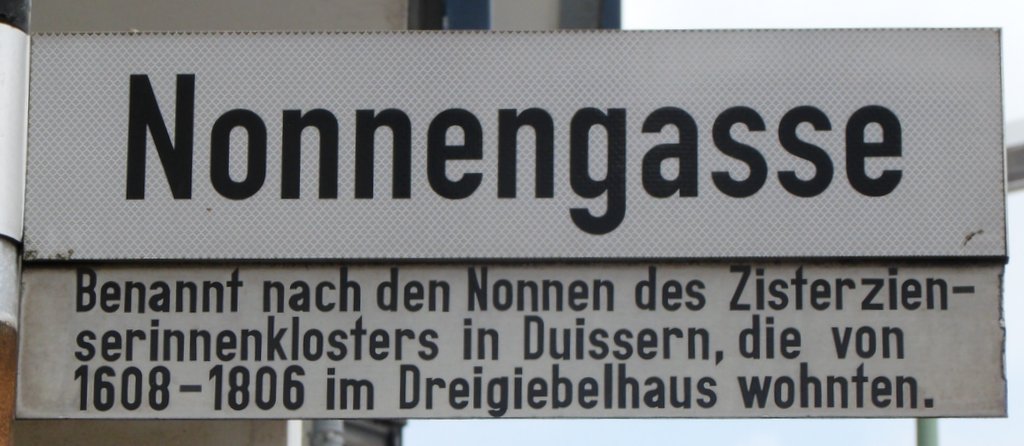 Nonnengasse
Benannt nach den Nonnen des Zisterzien-
serinnenklosters in Duissern, die von
1608-1806 im Dreigiebelhaus wohnten.